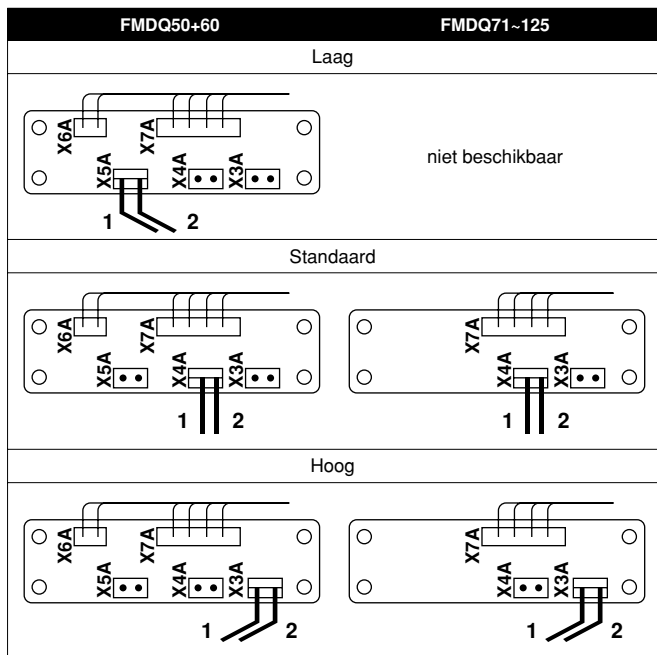 FMDQ50+60 FMDQ71~125
Laag
X6A X7A
X5A X4A X3A
1 2
niet beschikbaar
Standaard
X6A X7A
X5A X4A X3A
1 2
X7A
X4A X3A
1 2
Hoog
X6A X7A
X5A X4A X3A
1 2
X7A
X4A X3A
1 2